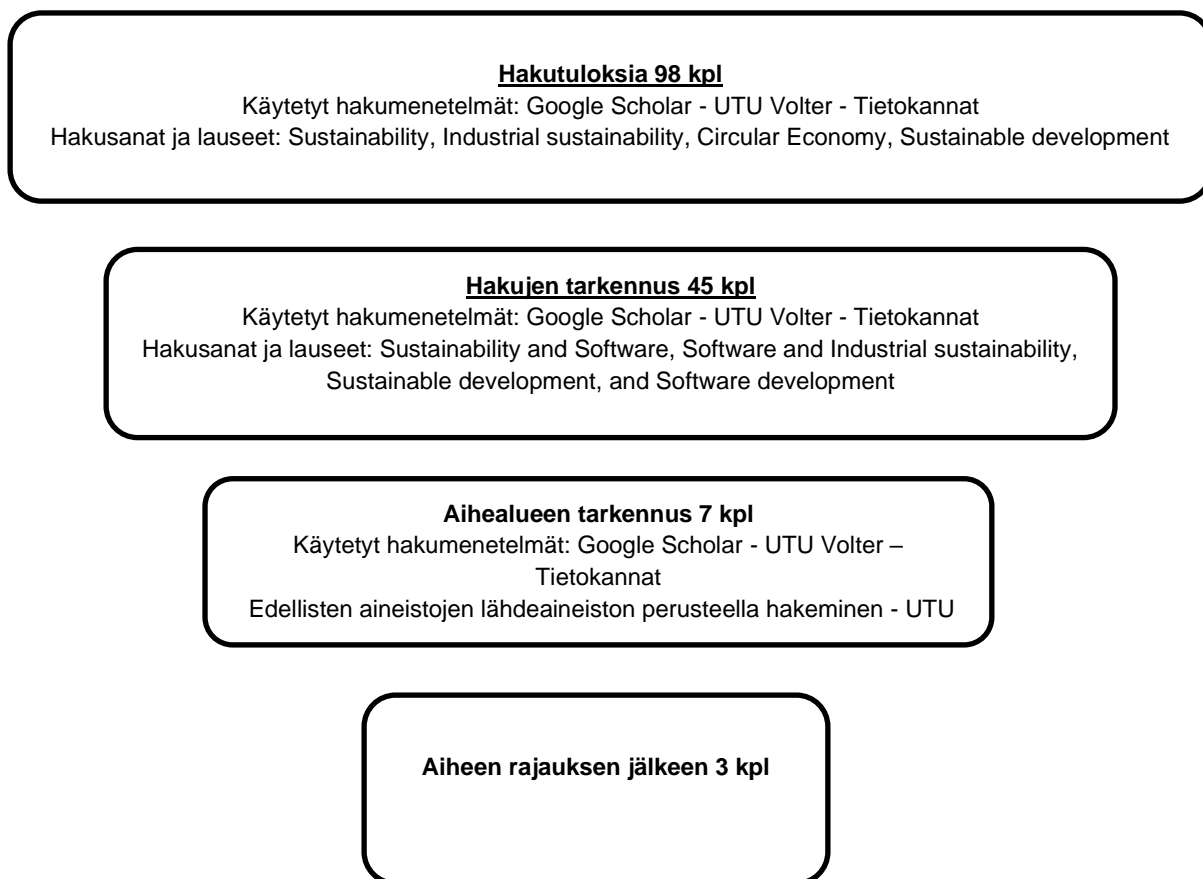 Hakutuloksia 98 kpl
Käytetyt hakumenetelmät: Google Scholar - UTU Volter - Tietokannat
Hakusanat ja lauseet: Sustainability, Industrial sustainability, Circular Economy, Sustainable development
Hakujen tarkennus 45 kpl
Käytetyt hakumenetelmät: Google Scholar - UTU Volter - Tietokannat
Hakusanat ja lauseet: Sustainability and Software, Software and Industrial sustainability,
Sustainable development, and Software development
Aihealueen tarkennus 7 kpl
Käytetyt hakumenetelmät: Google Scholar - UTU Volter –
Tietokannat
Edellisten aineistojen lähdeaineiston perusteella hakeminen - UTU
Aiheen rajauksen jälkeen 3 kpl